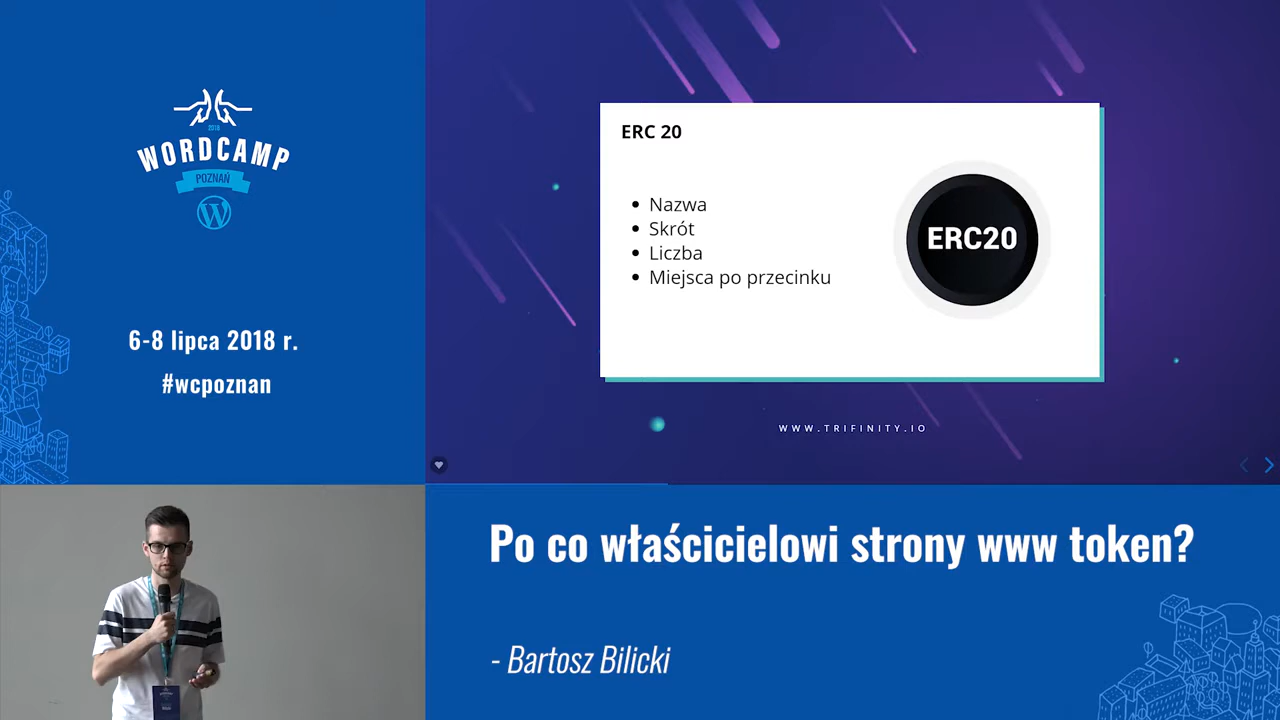 2018
WORDCAMP
POZNAŃ
6-8 lipca 2018 r.
#wcpoznan
ERC 20
Nazwa
Skrót
Liczba
Miejsca po przecinku
ERC20
WWW.TRIFINITY.IO
Po co właścicielowi strony www token?
- Bartosz Bilicki
WORDCAMP